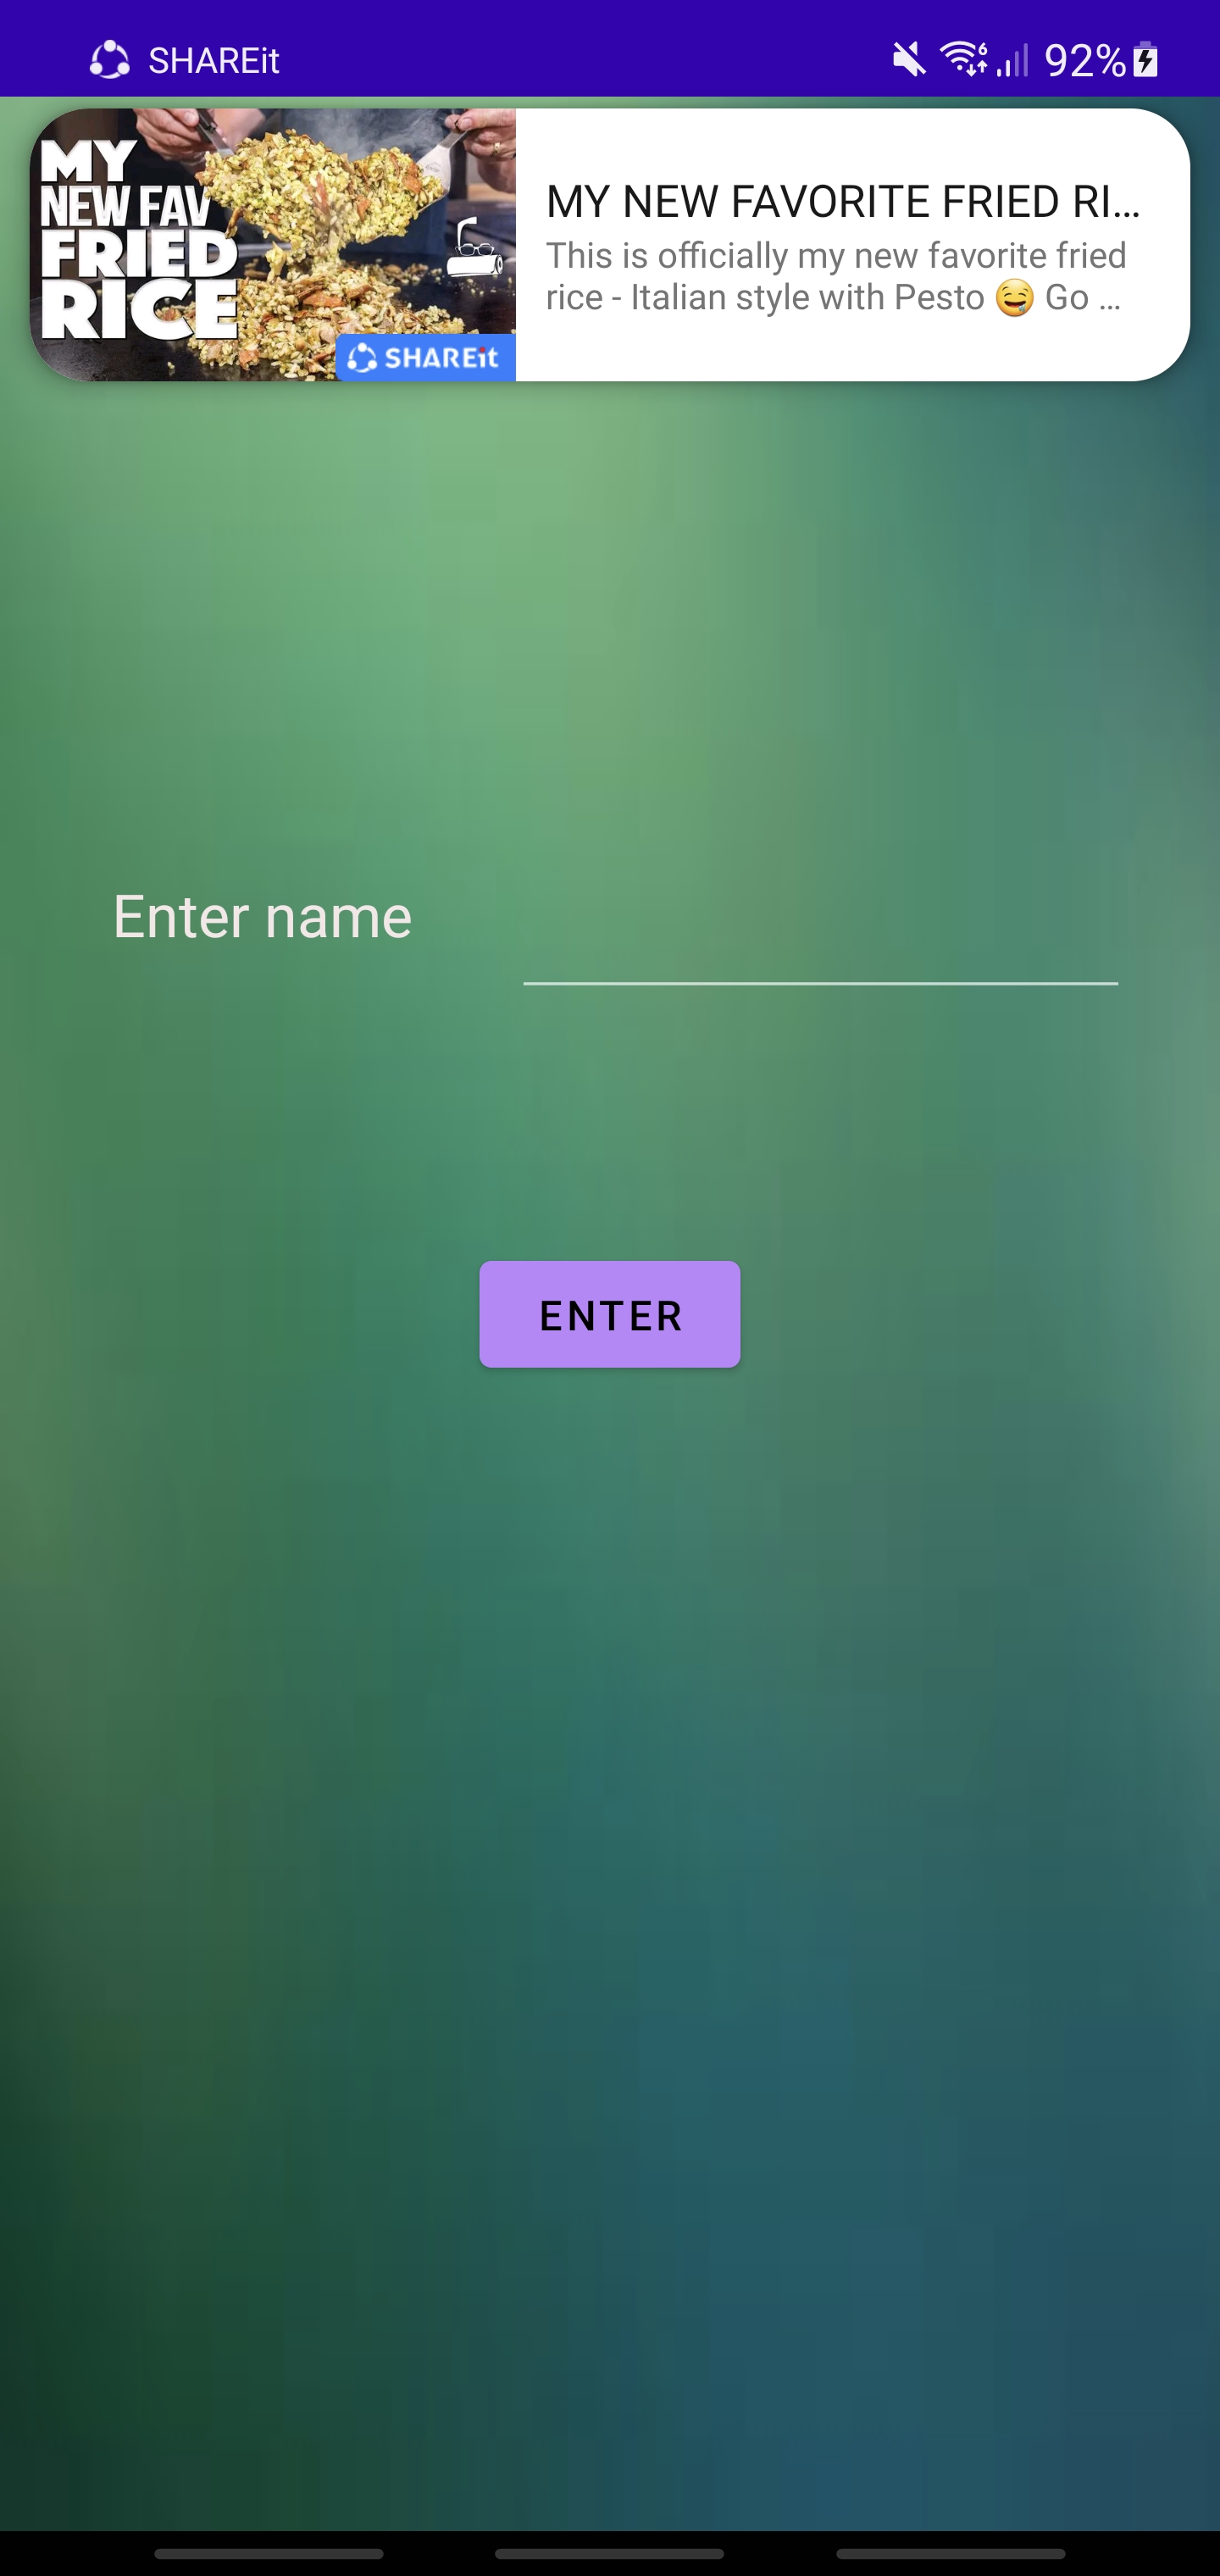 SHAREit
92%
MY
NEW FAV
FRIED
RICE
SHAREit
MY NEW FAVORITE FRIED RI...
This is officially my new favorite fried
rice - Italian style with Pesto 🤤 Go ...
Enter name
ENTER